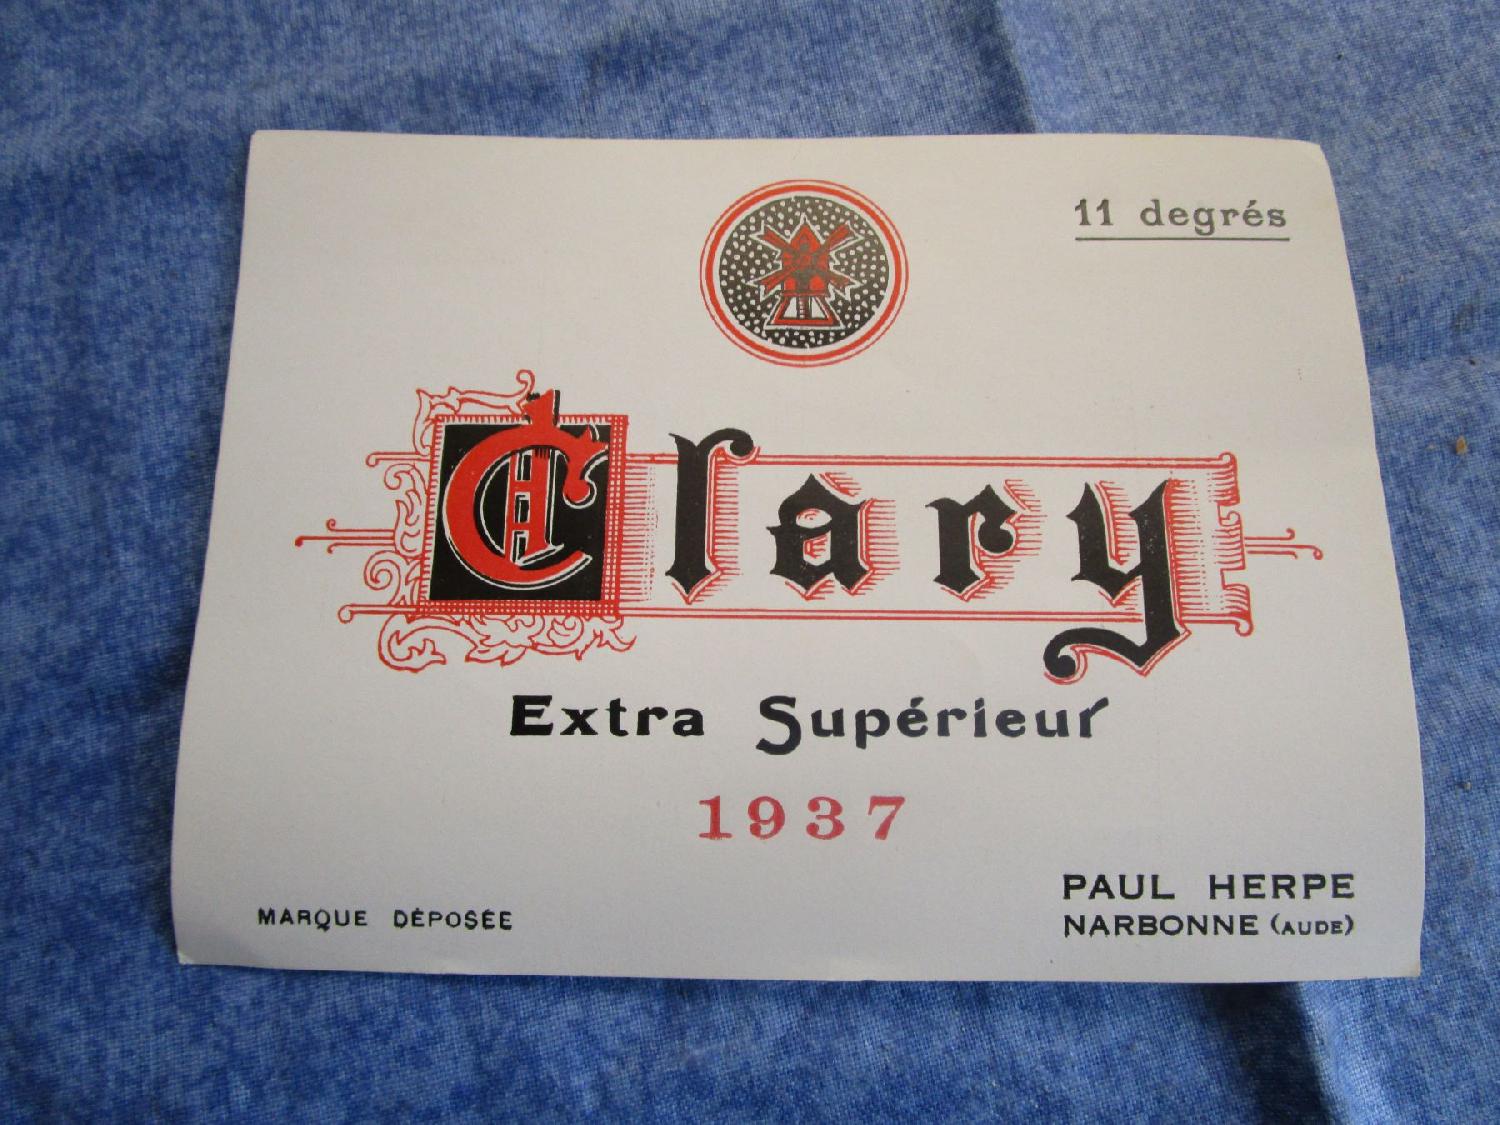 11 degrés
Clary
Extra Supérieur
1937
MARQUE DÉPOSÉE
PAUL HERPE
NARBONNE (AUDE)